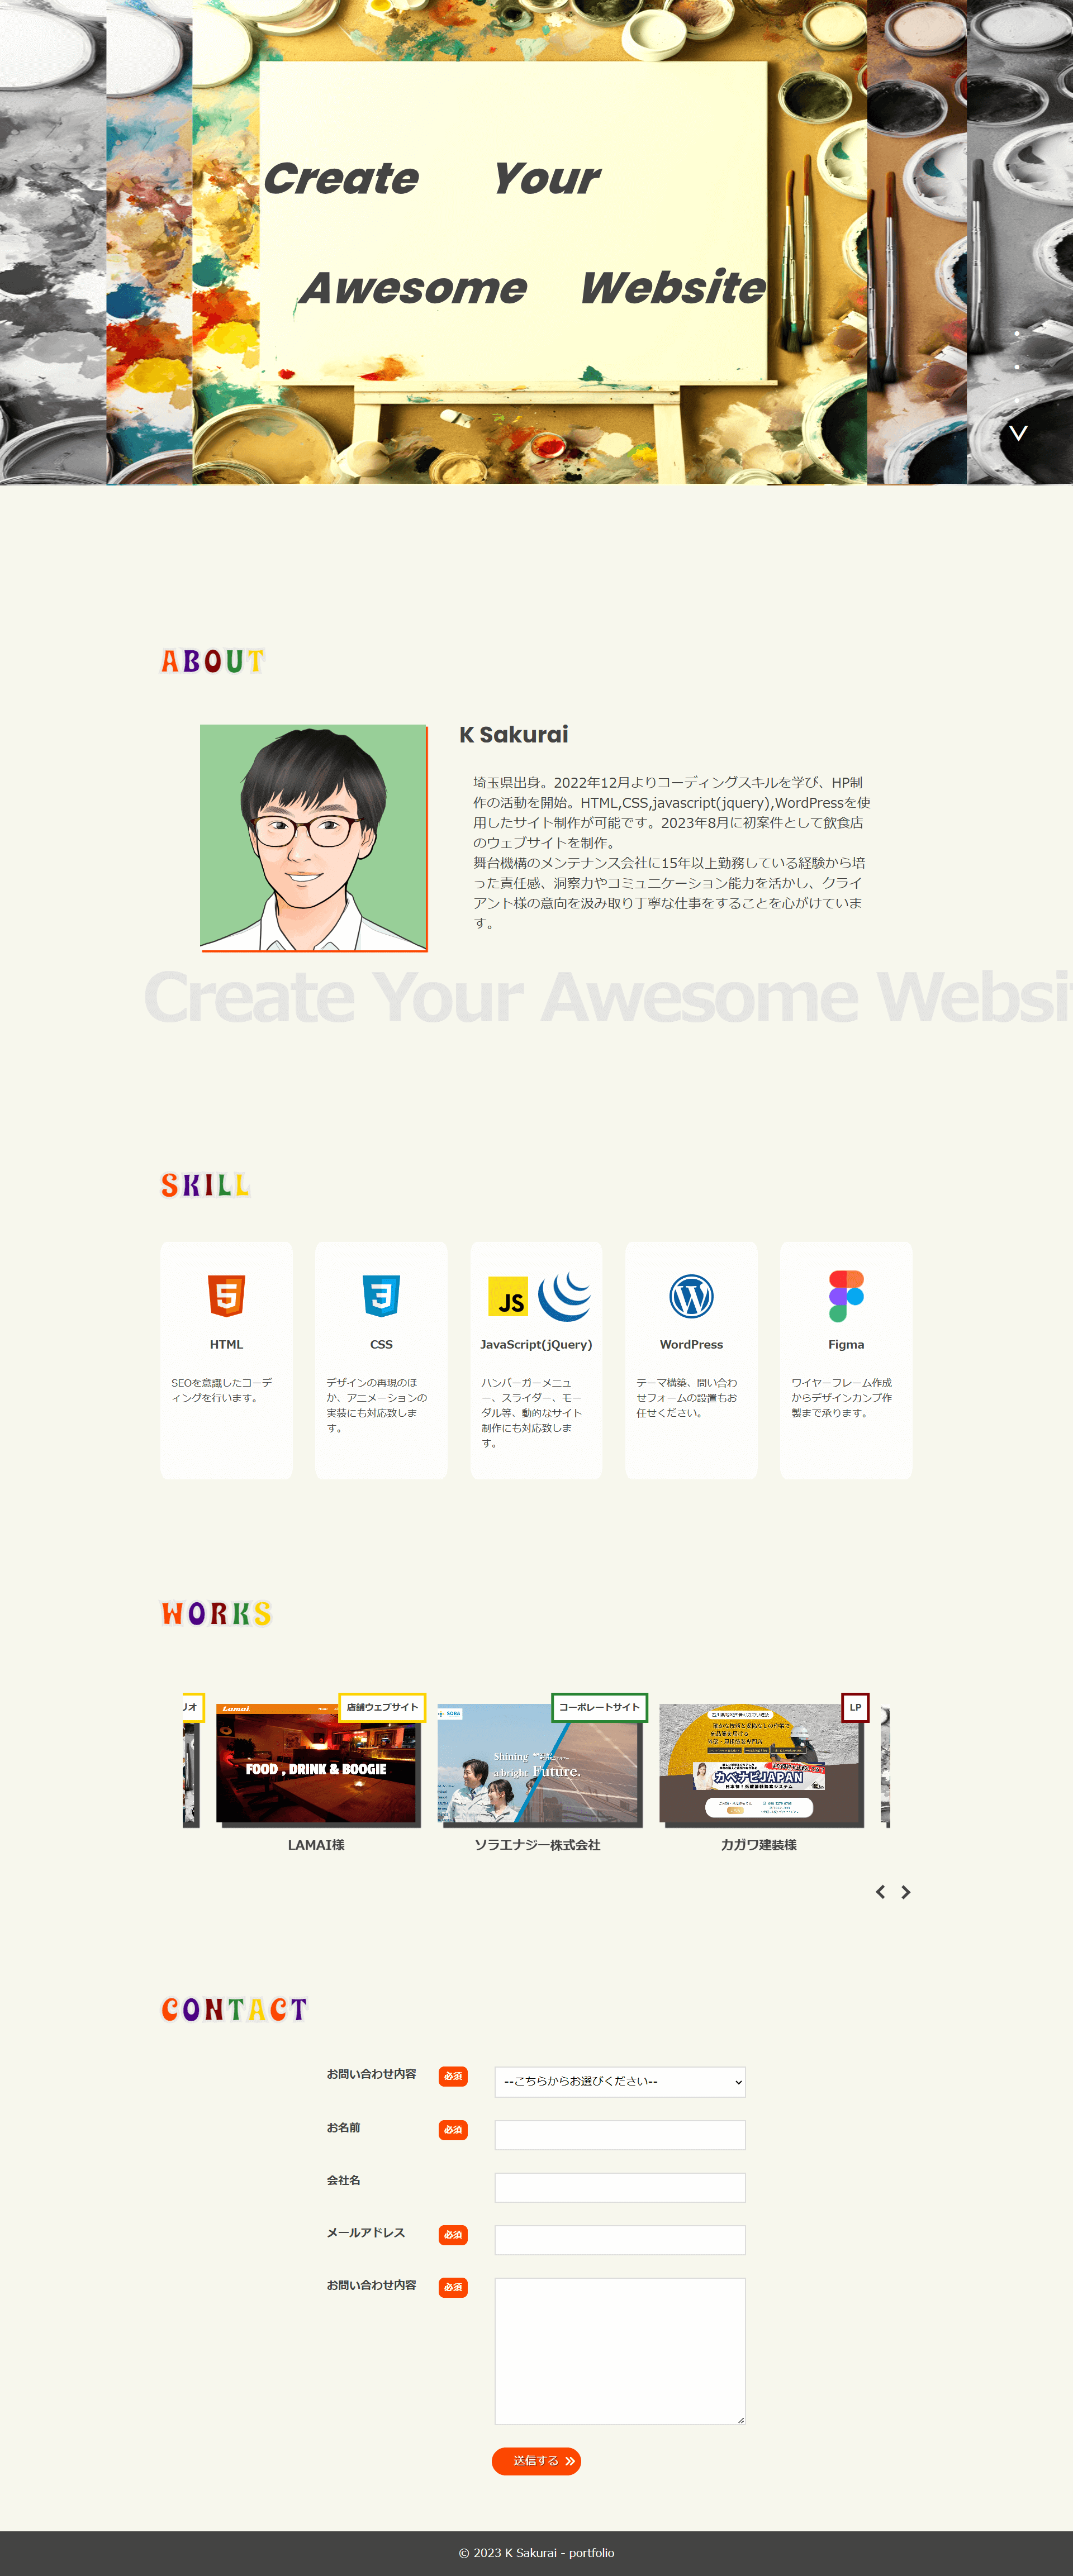 Create Your
Awesome Website
ABOUT
K Sakurai
埼玉県出身。2022年12月よりコーディングスキルを学び、HP制
作の活動を開始。HTML,CSS,javascript(jquery),WordPressを使
用したサイト制作が可能です。2023年8月に初案件として飲食店
のウェブサイトを制作。
舞台機構のメンテナンス会社に15年以上勤務している経験から培
った責任感、洞察力やコミュニケーション能力を活かし、クライ
アント様の意向を汲み取り丁寧な仕事をすることを心がけていま
す。
Create Your Awesome Websi
SKILL
HTML
SEOを意識したコーデ
ィングを行います。
CSS
デザインの再現のほ
か、アニメーションの
実装にも対応致しま
す。
JS
JavaScript(jQuery)
ハンバーガーメニュ
ー、スライダー、モー
ダル等、動的なサイト
制作にも対応致しま
す。
WordPress
テーマ構築、問い合わ
せフォームの設置もお
任せください。
Figma
ワイヤーフレーム作成
からデザインカンプ作
製まで承ります。
WORKS
リオ
店舗ウェブサイト
Lamai
FOOD , DRINK & BOOGIE
LAMAI様
コーポレートサイト
SORA
Shining
a bright Future.
ソラエナジー株式会社
LP
カベナビJAPAN
カガワ建装様
CONTACT
お問い合わせ内容 必須 --こちらからお選びください--
お名前 必須
会社名
メールアドレス 必須
お問い合わせ内容 必須
送信する
© 2023 K Sakurai - portfolio